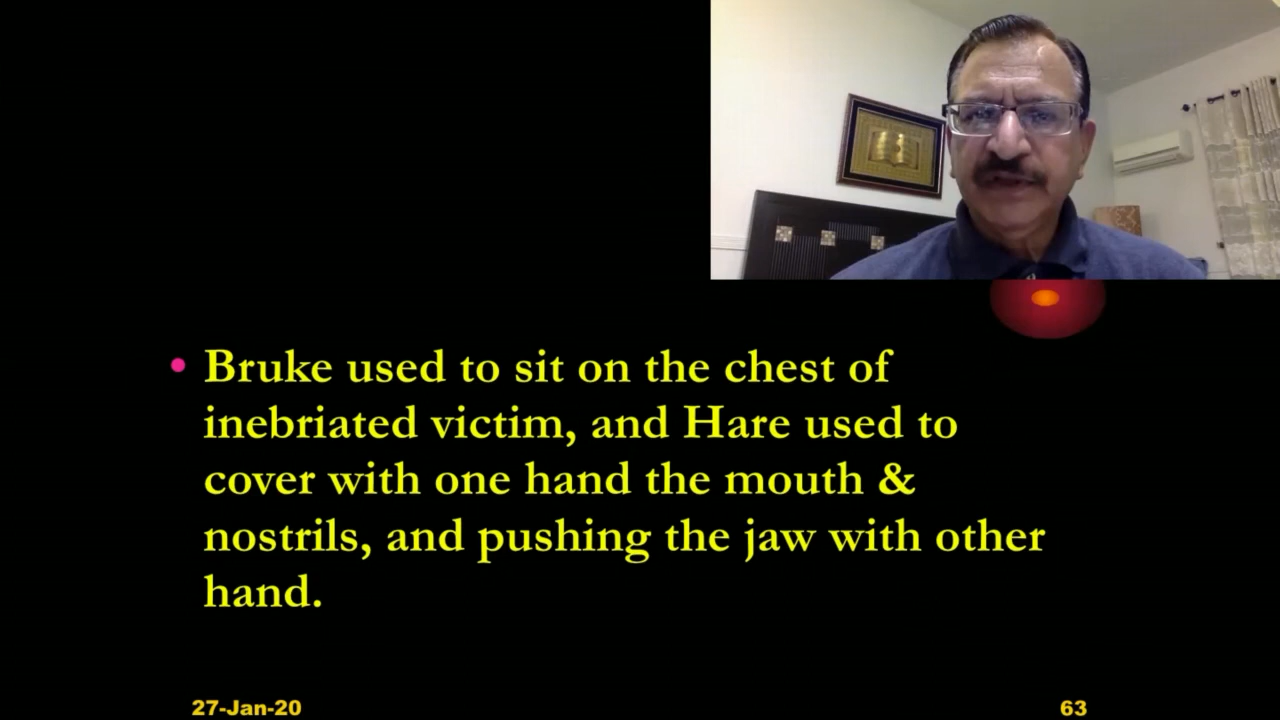 • Bruke used to sit on the chest of
inebriated victim, and Hare used to
cover with one hand the mouth &
nostrils, and pushing the jaw with other
hand.
27-Jan-20
63